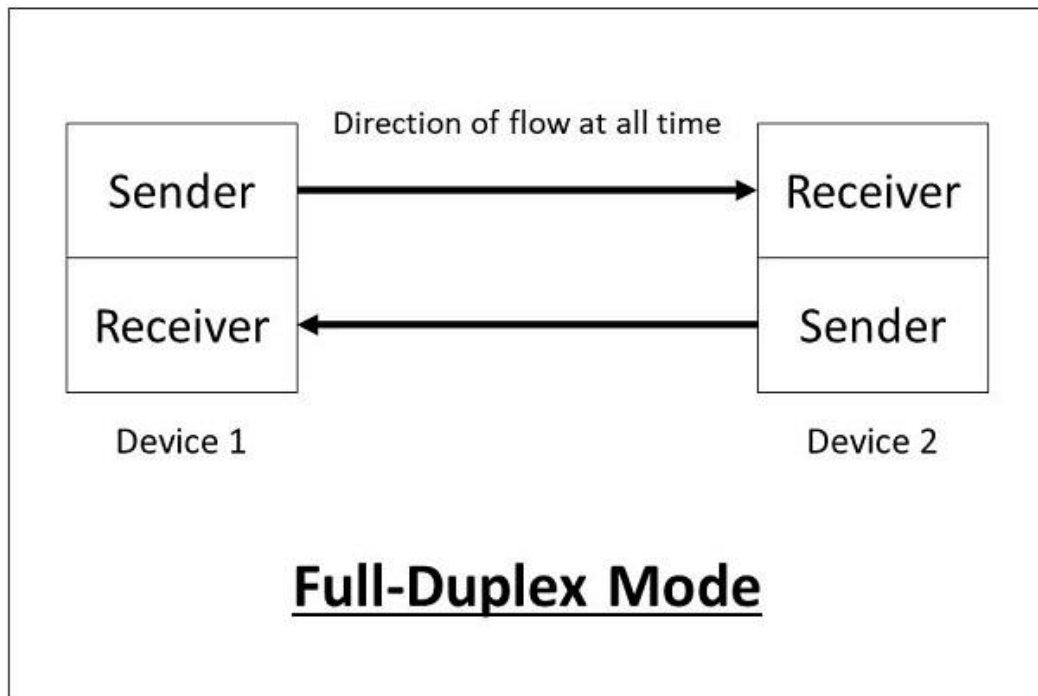 Direction of flow at all time
Sender
Receiver
Receiver
Sender
Device 1
Device 2
Full-Duplex Mode